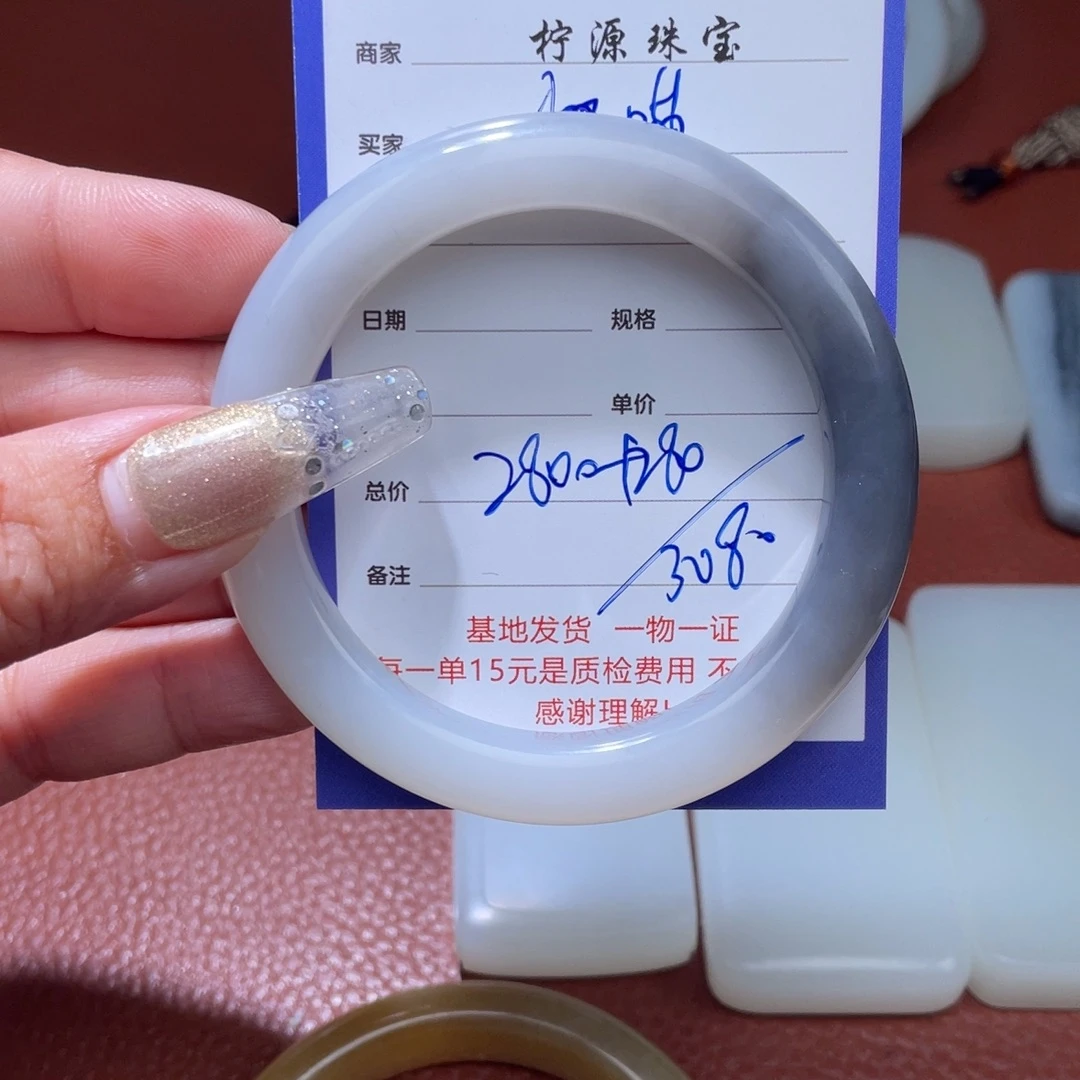 商家 柠源珠宝
买家
日期 规格
单价
总价 2800+280
3080
备注
基地发货 一物一证
每一单15元是质检费用 不
感谢理解!